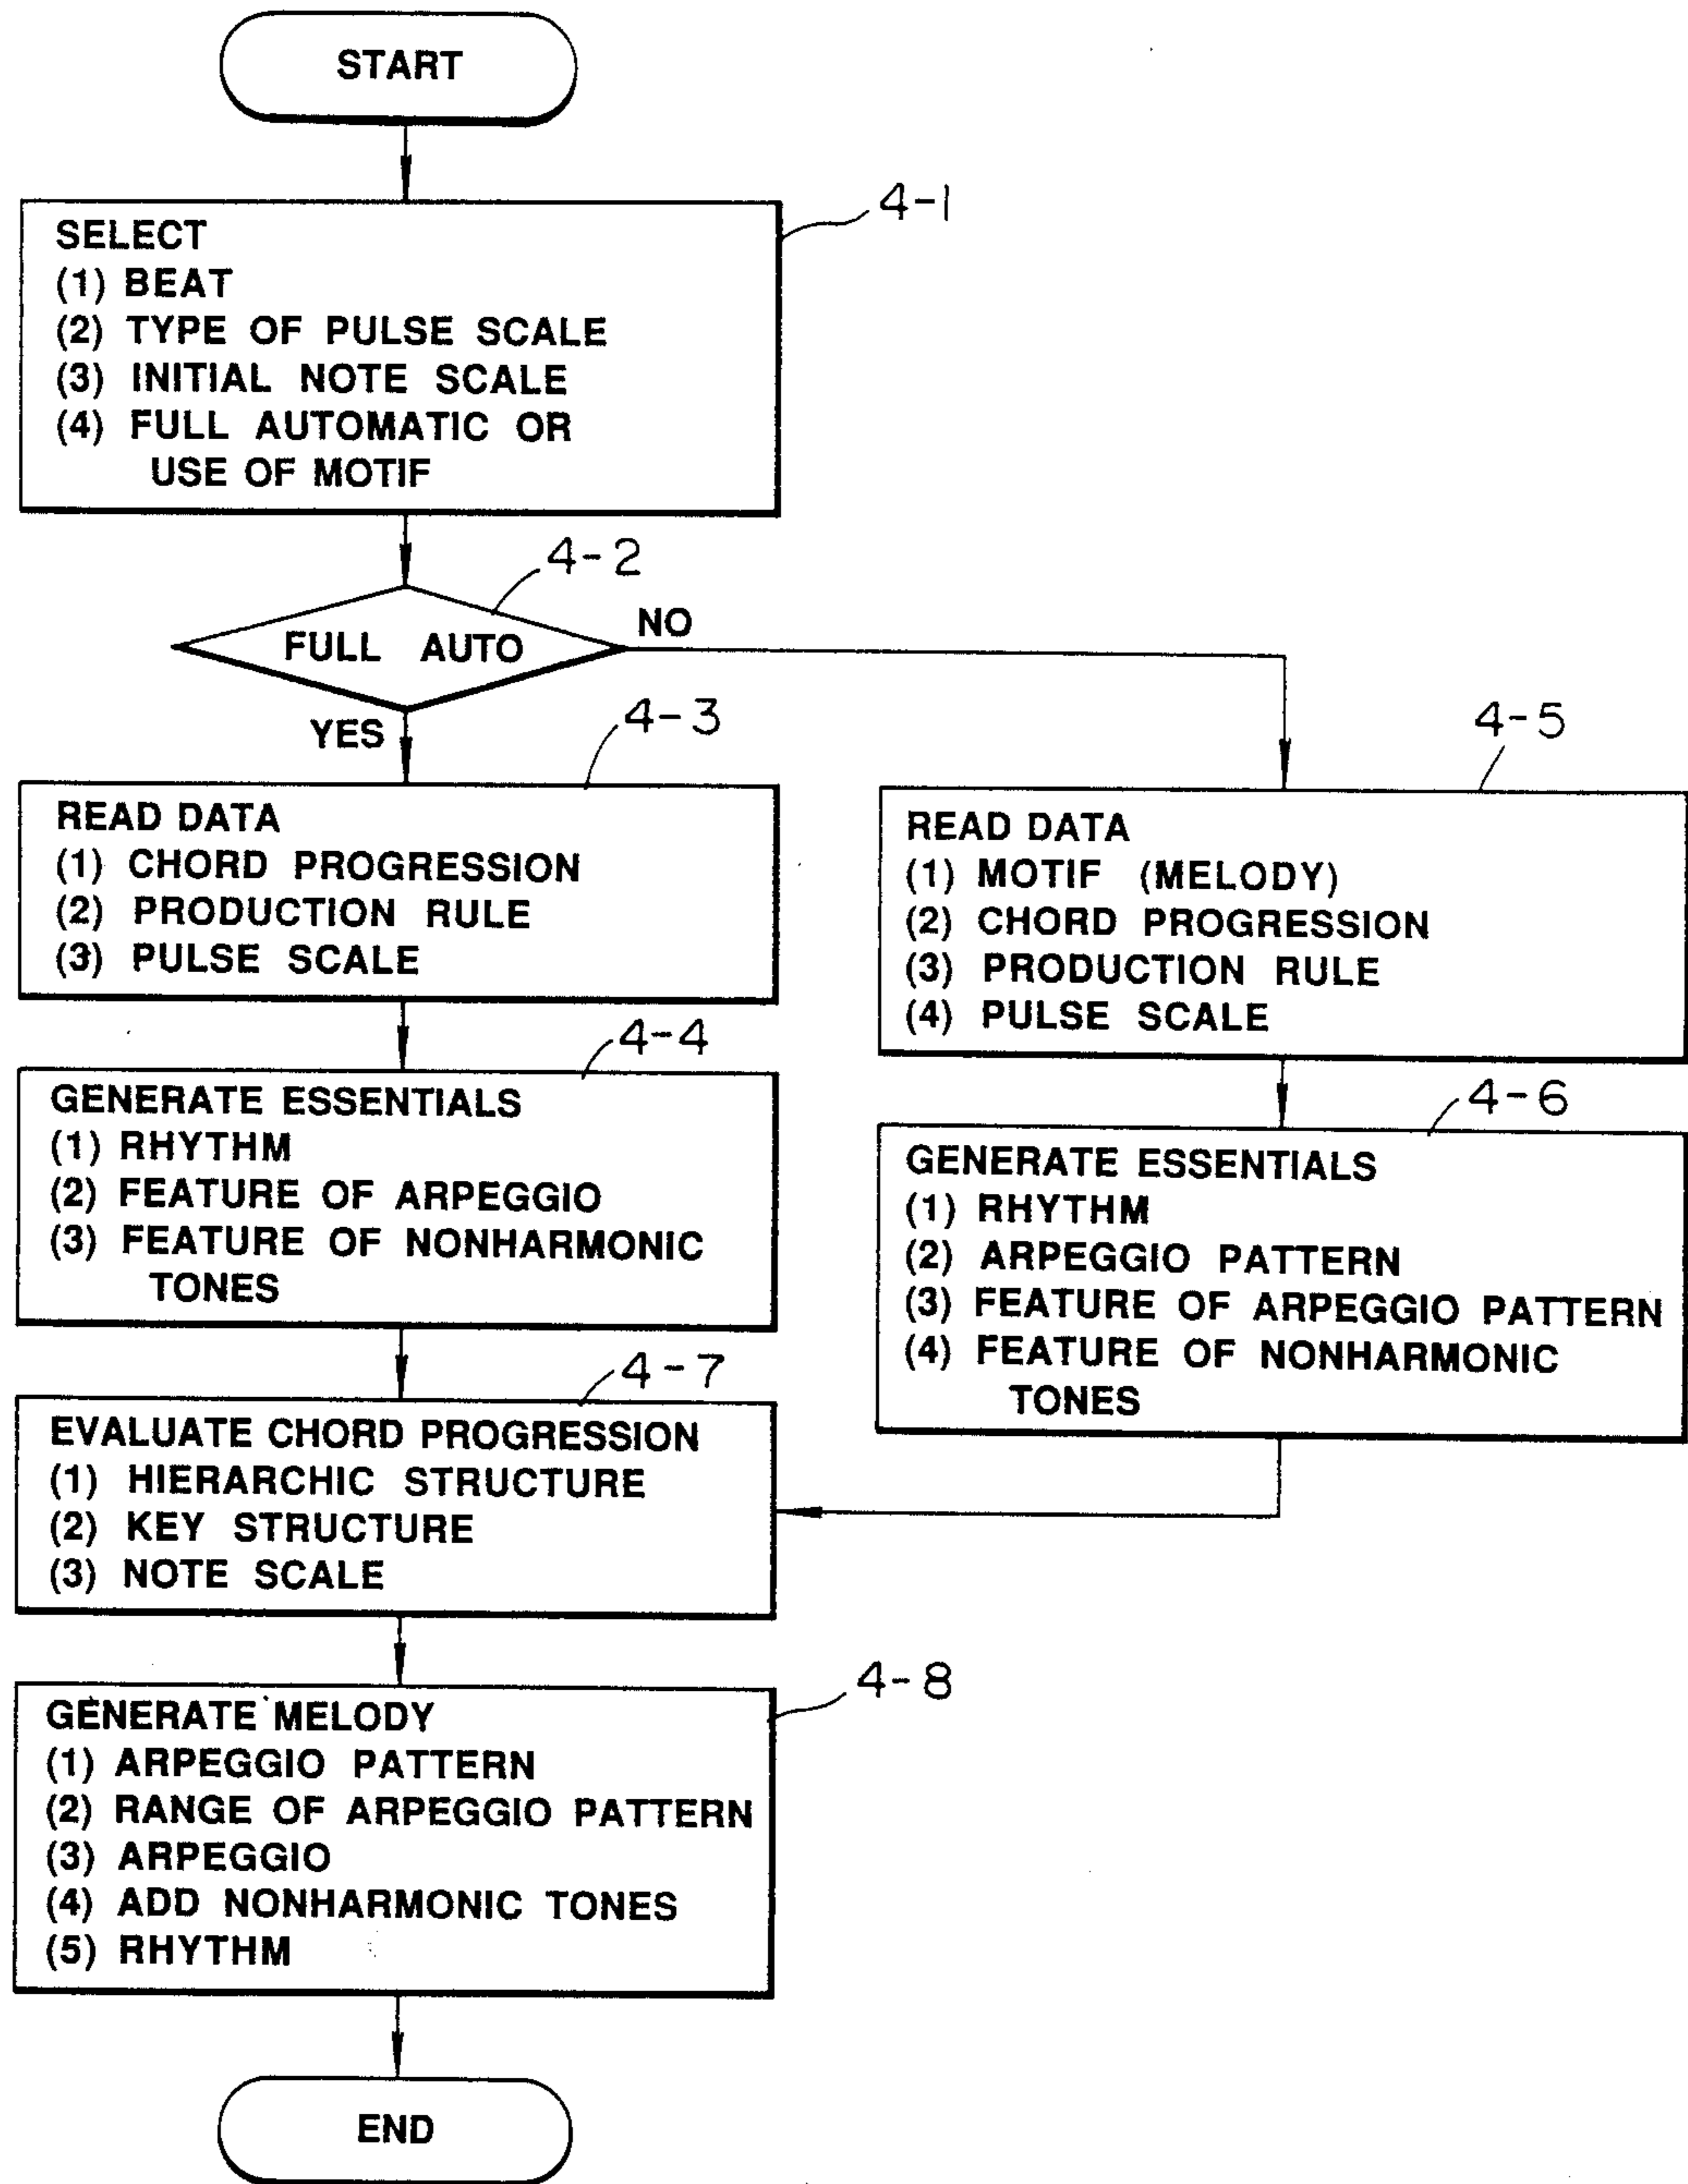 START
4-1
SELECT
(1) BEAT
(2) TYPE OF PULSE SCALE
(3) INITIAL NOTE SCALE
(4) FULL AUTOMATIC OR
USE OF MOTIF
4-2
FULL AUTO
NO
YES
4-3
READ DATA
(1) CHORD PROGRESSION
(2) PRODUCTION RULE
(3) PULSE SCALE
4-4
GENERATE ESSENTIALS
(1) RHYTHM
(2) FEATURE OF ARPEGGIO
(3) FEATURE OF NONHARMONIC
TONES
4-5
READ DATA
(1) MOTIF (MELODY)
(2) CHORD PROGRESSION
(3) PRODUCTION RULE
(4) PULSE SCALE
4-6
GENERATE ESSENTIALS
(1) RHYTHM
(2) ARPEGGIO PATTERN
(3) FEATURE OF ARPEGGIO PATTERN
(4) FEATURE OF NONHARMONIC
TONES
4-7
EVALUATE CHORD PROGRESSION
(1) HIERARCHIC STRUCTURE
(2) KEY STRUCTURE
(3) NOTE SCALE
4-8
GENERATE MELODY
(1) ARPEGGIO PATTERN
(2) RANGE OF ARPEGGIO PATTERN
(3) ARPEGGIO
(4) ADD NONHARMONIC TONES
(5) RHYTHM
END